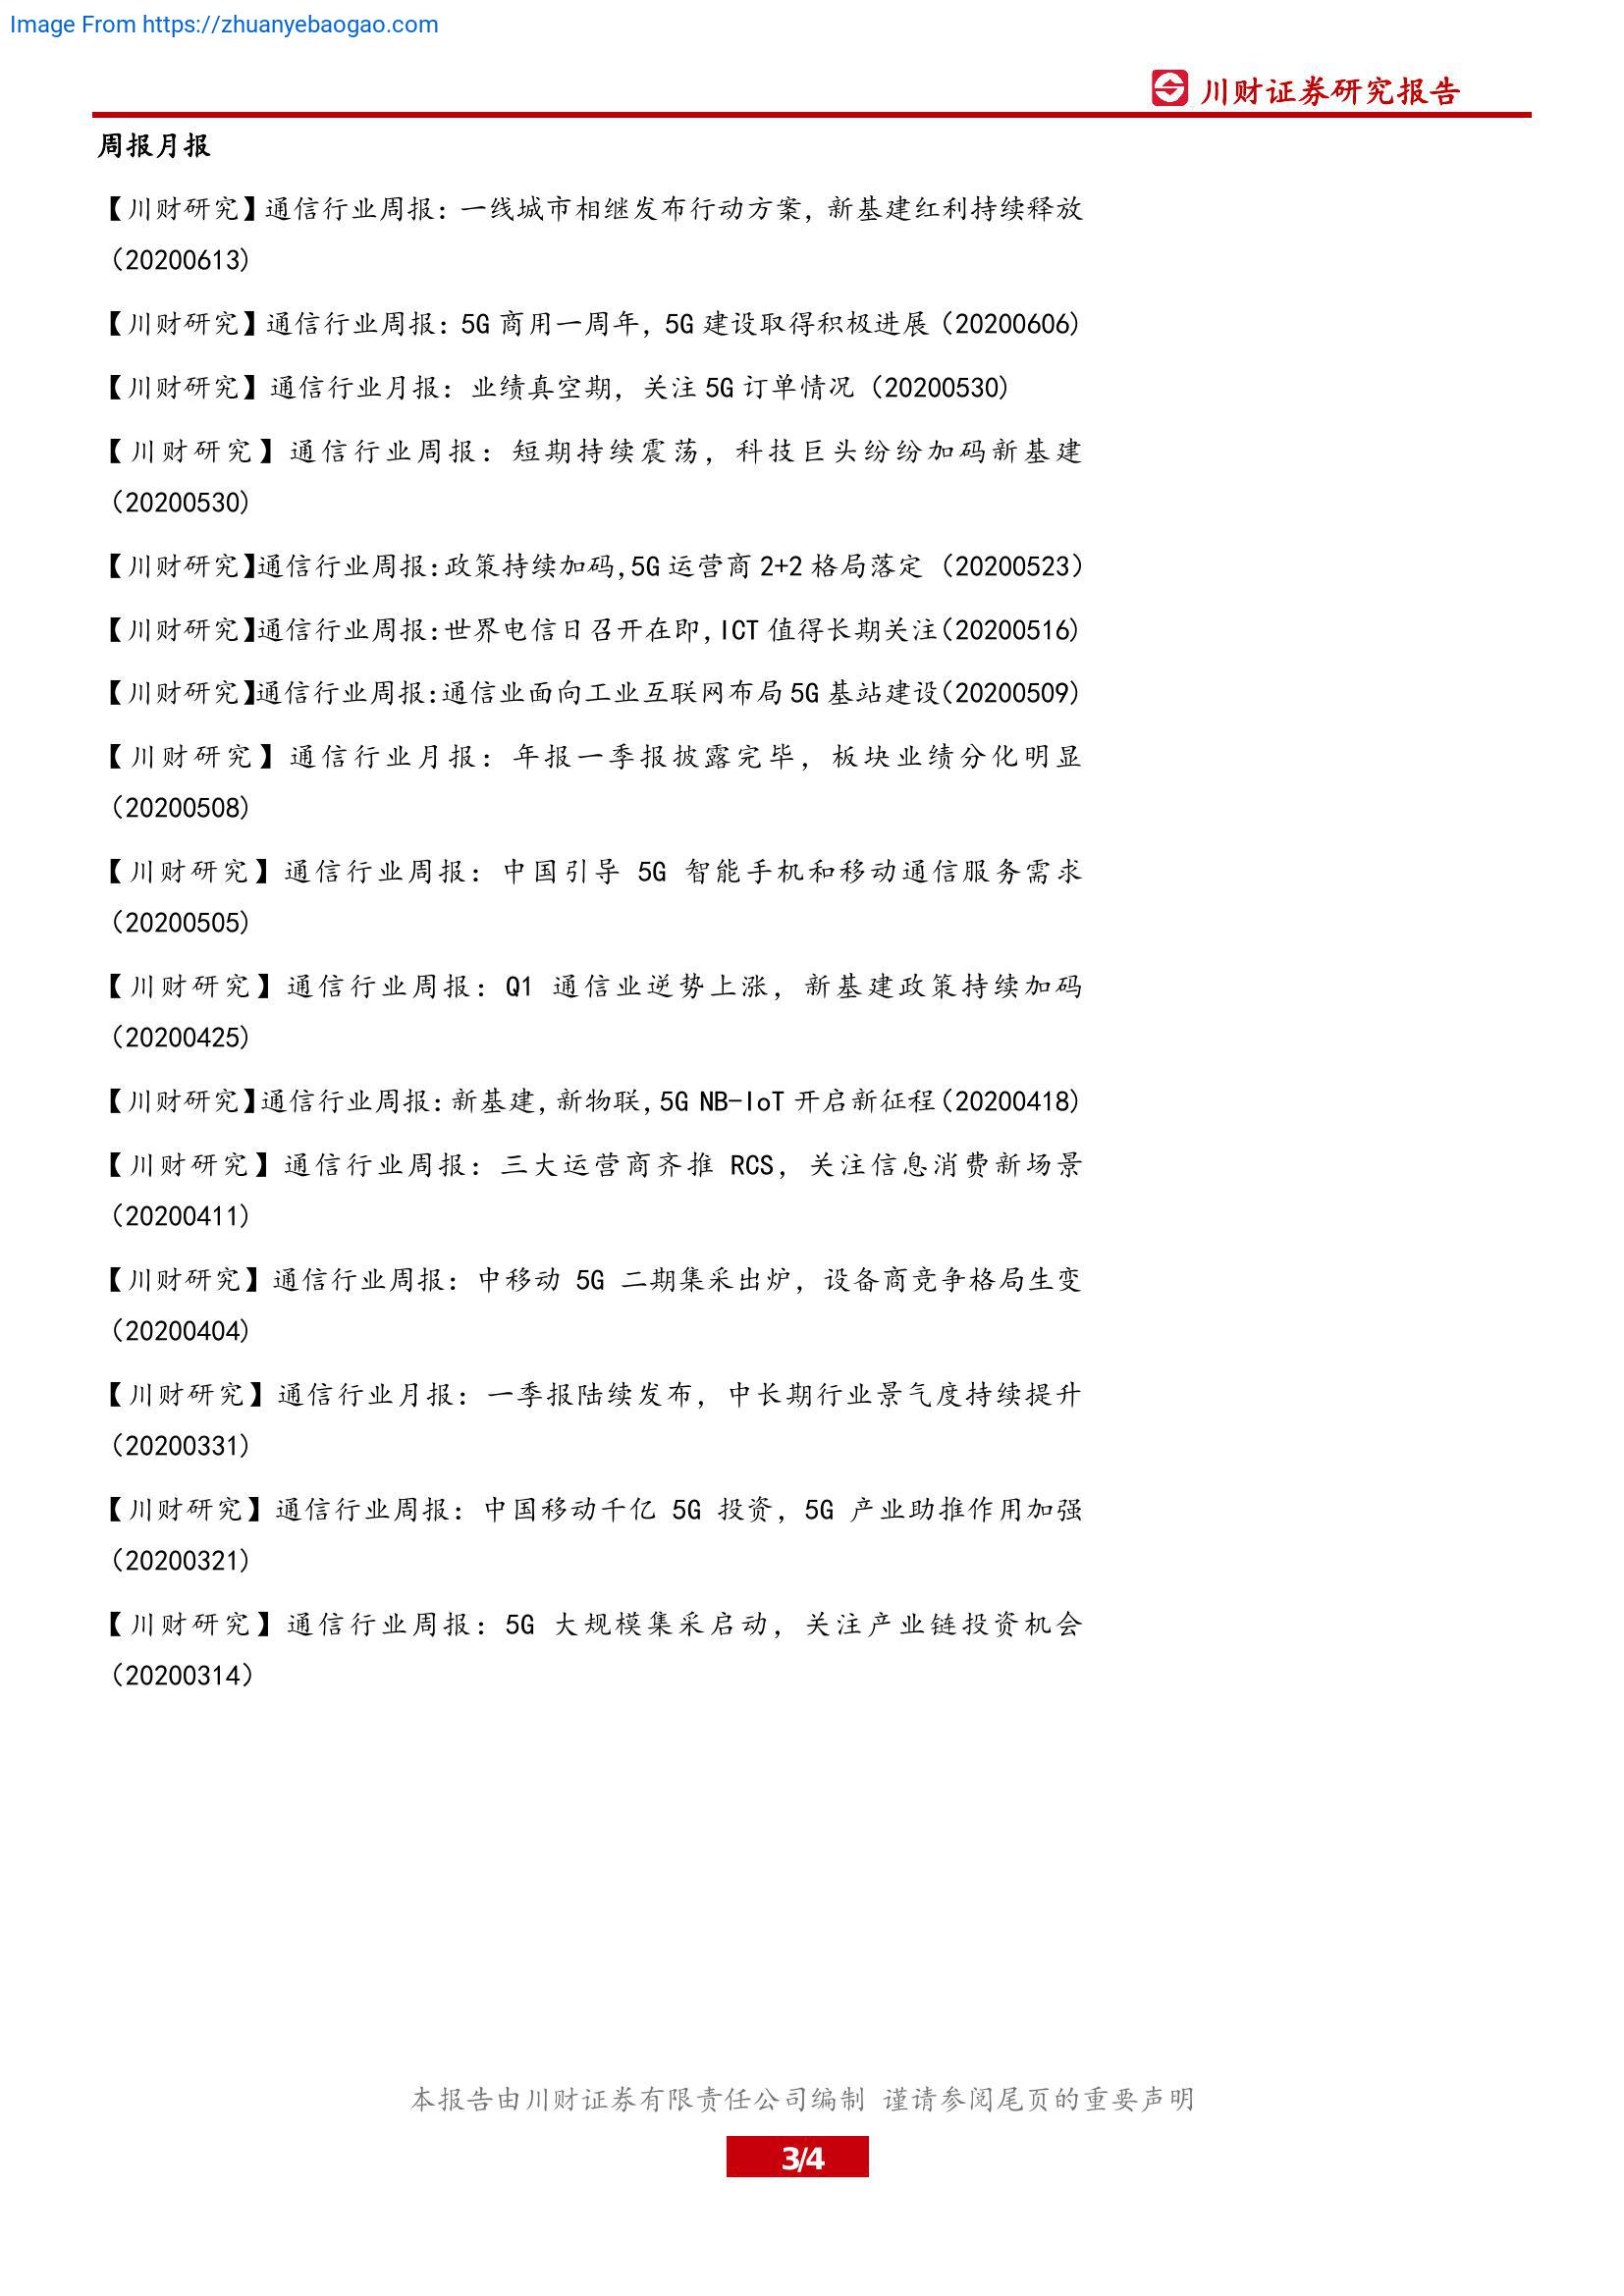 Image From https://zhuanyebaogao.com
川财证券研究报告
周报月报
【川财研究】通信行业周报：一线城市相继发布行动方案，新基建红利持续释放
（20200613）
【川财研究】通信行业周报：5G 商用一周年，5G 建设取得积极进展（20200606）
【川财研究】通信行业月报：业绩真空期，关注 5G 订单情况（20200530）
【川财研究】通信行业周报：短期持续震荡，科技巨头纷纷加码新基建
（20200530）
【川财研究】通信行业周报：政策持续加码，5G 运营商 2+2 格局落定（20200523）
【川财研究】通信行业周报：世界电信日召开在即，ICT 值得长期关注（20200516）
【川财研究】通信行业周报：通信业面向工业互联网布局 5G 基站建设（20200509）
【川财研究】通信行业月报：年报一季报披露完毕，板块业绩分化明显
（20200508）
【川财研究】通信行业周报：中国引导 5G 智能手机和移动通信服务需求
（20200505）
【川财研究】通信行业周报：Q1 通信业逆势上涨，新基建政策持续加码
（20200425）
【川财研究】通信行业周报：新基建，新物联，5G NB-IoT 开启新征程（20200418）
【川财研究】通信行业周报：三大运营商齐推 RCS，关注信息消费新场景
（20200411）
【川财研究】通信行业周报：中移动 5G 二期集采出炉，设备商竞争格局生变
（20200404）
【川财研究】通信行业月报：一季报陆续发布，中长期行业景气度持续提升
（20200331）
【川财研究】通信行业周报：中国移动千亿 5G 投资，5G 产业助推作用加强
（20200321）
【川财研究】通信行业周报：5G 大规模集采启动，关注产业链投资机会
（20200314）
本报告由川财证券有限责任公司编制 谨请参阅尾页的重要声明
3/4